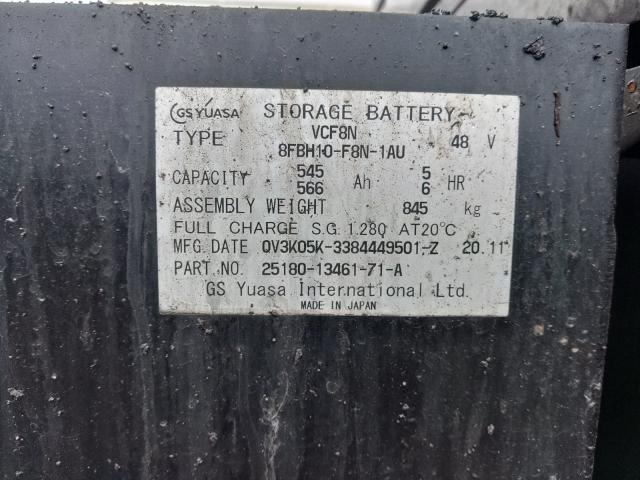 GS YUASA STORAGE BATTERY
TYPE VCF8N 48 V
8FBH10-F8N-1AU
CAPACITY 545 Ah 5 HR
566 6
ASSEMBLY WEIGHT 845 kg
FULL CHARGE S.G. 1.280 AT20°C
MFG.DATE 0V3K05K-3384449501-Z 20.11
PART NO. 25180-13461-71-A
GS Yuasa International Ltd.
MADE IN JAPAN